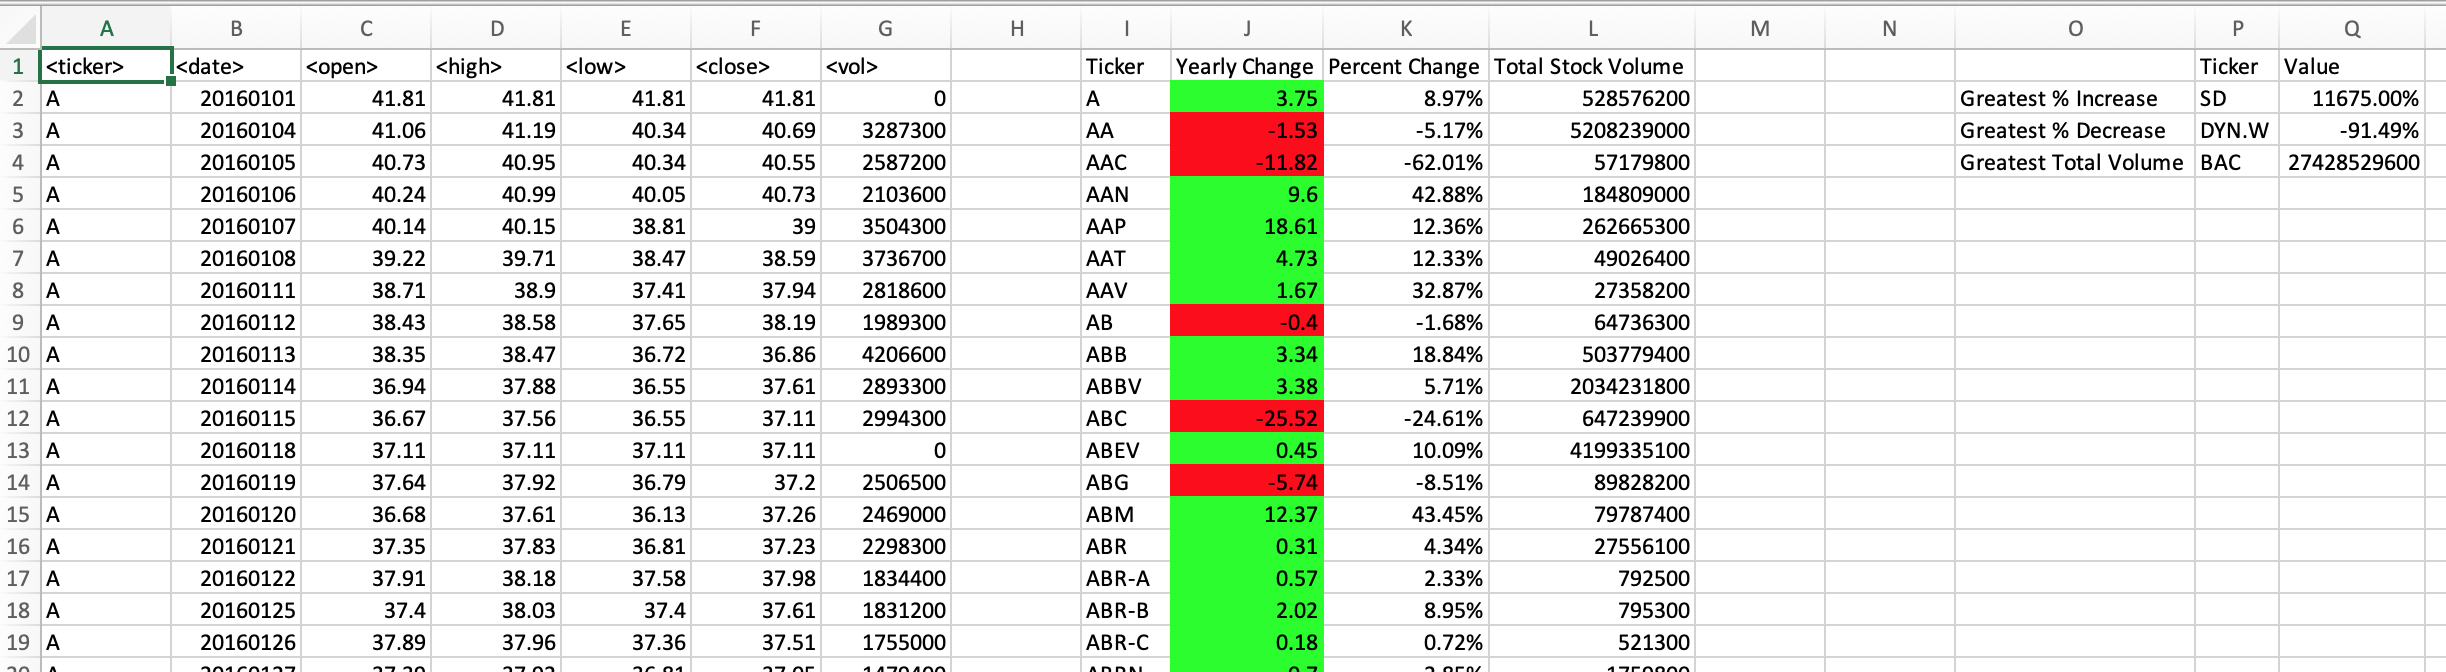 A B C D E F G H I J K L M N O P Q
1 <ticker> <date> <open> <high> <low> <close> <vol> Ticker Yearly Change Percent Change Total Stock Volume Ticker Value
2 A 20160101 41.81 41.81 41.81 41.81 0 A 3.75 8.97% 528576200 Greatest % Increase SD 11675.00%
3 A 20160104 41.06 41.19 40.34 40.69 3287300 AA -1.53 -5.17% 5208239000 Greatest % Decrease DYN.W -91.49%
4 A 20160105 40.73 40.95 40.34 40.55 2587200 AAC -11.82 -62.01% 57179800 Greatest Total Volume BAC 27428529600
5 A 20160106 40.24 40.99 40.05 40.73 2103600 AAN 9.6 42.88% 184809000
6 A 20160107 40.14 40.15 38.81 39 3504300 AAP 18.61 12.36% 262665300
7 A 20160108 39.22 39.71 38.47 38.59 3736700 AAT 4.73 12.33% 49026400
8 A 20160111 38.71 38.9 37.41 37.94 2818600 AAV 1.67 32.87% 27358200
9 A 20160112 38.43 38.58 37.65 38.19 1989300 AB -0.4 -1.68% 64736300
10 A 20160113 38.35 38.47 36.72 36.86 4206600 ABB 3.34 18.84% 503779400
11 A 20160114 36.94 37.88 36.55 37.61 2893300 ABBV 3.38 5.71% 2034231800
12 A 20160115 36.67 37.56 36.55 37.11 2994300 ABC -25.52 -24.61% 647239900
13 A 20160118 37.11 37.11 37.11 37.11 0 ABEV 0.45 10.09% 4199335100
14 A 20160119 37.64 37.92 36.79 37.2 2506500 ABG -5.74 -8.51% 89828200
15 A 20160120 36.68 37.61 36.13 37.26 2469000 ABM 12.37 43.45% 79787400
16 A 20160121 37.35 37.83 36.81 37.23 2298300 ABR 0.31 4.34% 27556100
17 A 20160122 37.91 38.18 37.58 37.98 1834400 ABR-A 0.57 2.33% 792500
18 A 20160125 37.4 38.03 37.4 37.61 1831200 ABR-B 2.02 8.95% 795300
19 A 20160126 37.89 37.96 37.36 37.51 1755000 ABR-C 0.18 0.72% 521300